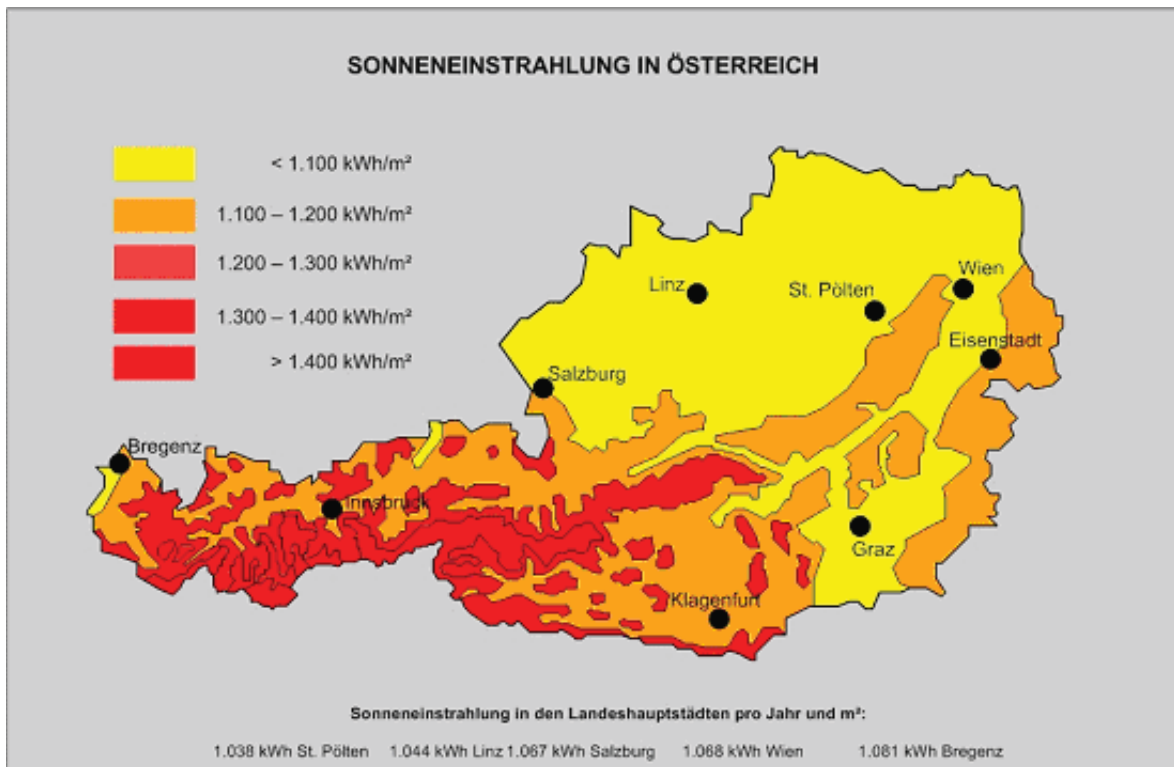 SONNENEINSTRAHLUNG IN ÖSTERREICH
< 1.100 kWh/m²
1.100 – 1.200 kWh/m²
1.200 – 1.300 kWh/m²
1.300 – 1.400 kWh/m²
> 1.400 kWh/m²
Wien
Linz
St. Pölten
Eisenstadt
Salzburg
Bregenz
Innsbruck
Graz
Klagenfurt
Sonneneinstrahlung in den Landeshauptstädten pro Jahr und m²:
1.038 kWh St. Pölten 1.044 kWh Linz 1.067 kWh Salzburg 1.068 kWh Wien 1.081 kWh Bregenz